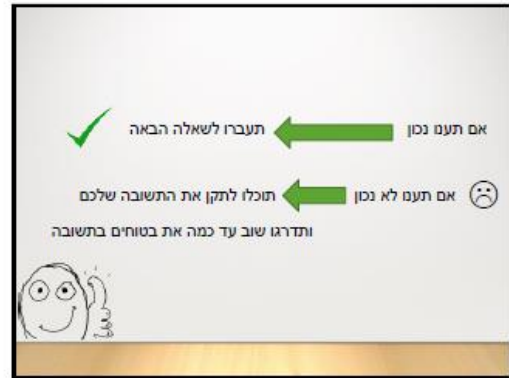 אם תענו נכון תעברו לשאלה הבאה
אם תענו לא נכון תוכלו לתקן את התשובה שלכם
ותדרגו שוב עד כמה את בטוחים בתשובה